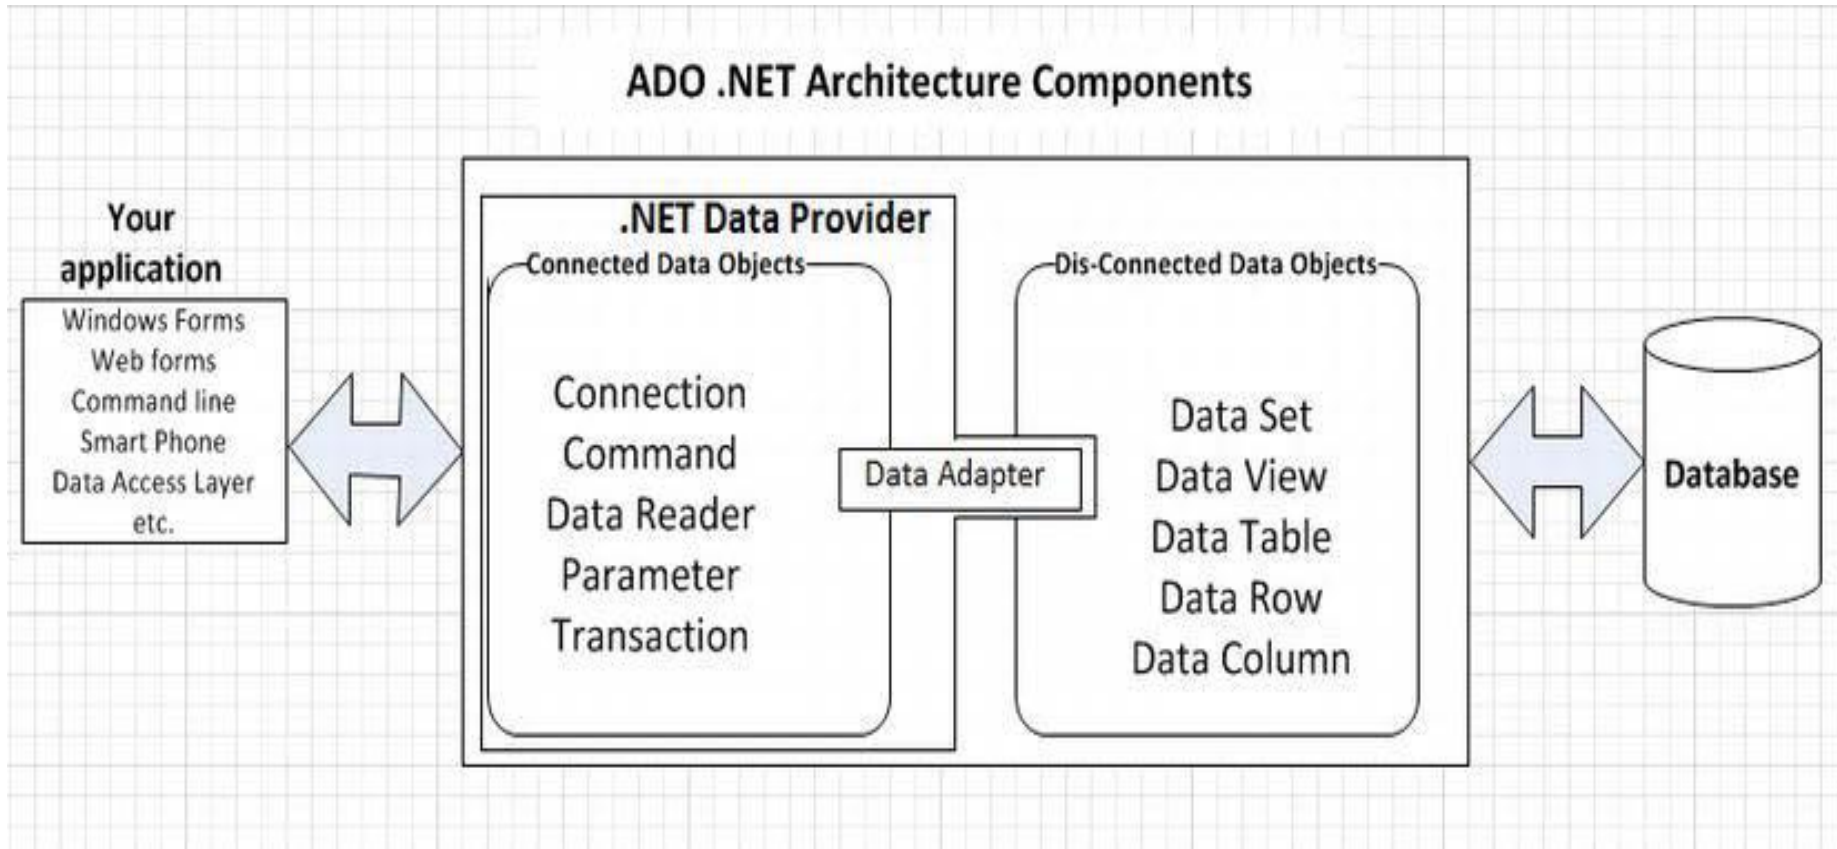 ADO .NET Architecture Components
Your
application
Windows Forms
Web forms
Command line
Smart Phone
Data Access Layer
etc.
.NET Data Provider
Connected Data Objects
Connection
Command
Data Reader
Parameter
Transaction
Data Adapter
Dis-Connected Data Objects
Data Set
Data View
Data Table
Data Row
Data Column
Database